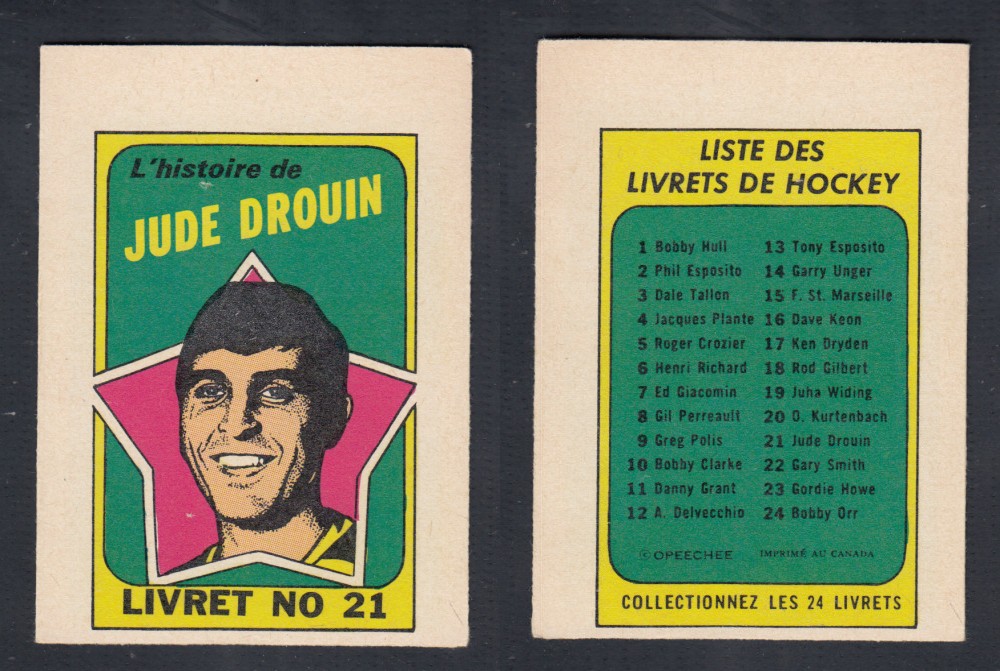 L'histoire de
JUDE DROUIN
LIVRET NO 21
LISTE DES
LIVRETS DE HOCKEY
1 Bobby Hull
2 Phil Esposito
3 Dale Tallon
4 Jacques Plante
5 Roger Crozier
6 Henri Richard
7 Ed Giacomin
8 Gil Perreault
9 Greg Polis
10 Bobby Clarke
11 Danny Grant
12 A. Delvecchio
13 Tony Esposito
14 Garry Unger
15 F. St. Marseille
16 Dave Keon
17 Ken Dryden
18 Rod Gilbert
19 Juha Widing
20 O. Kurtenbach
21 Jude Drouin
22 Gary Smith
23 Gordie Howe
24 Bobby Orr
© OPEECHEE IMPRIMÉ AU CANADA
COLLECTIONNEZ LES 24 LIVRETS